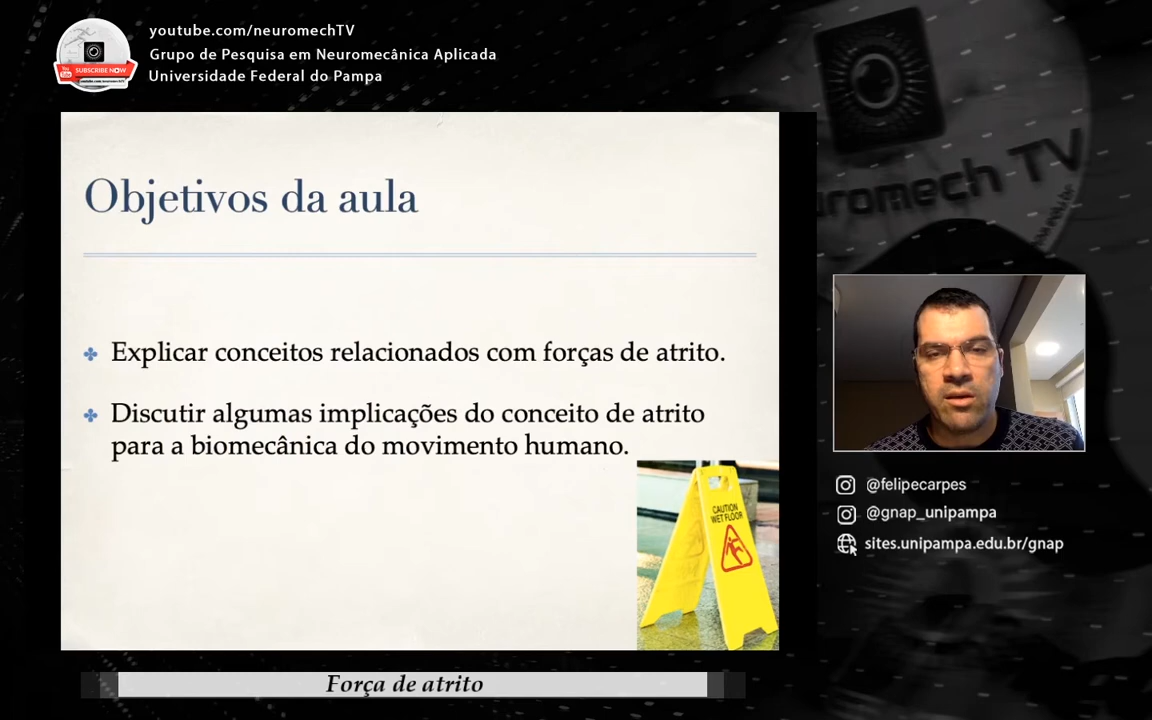 youtube.com/neuromechTV
Grupo de Pesquisa em Neuromecânica Aplicada
Universidade Federal do Pampa
SUBSCRIBE NOW
Objetivos da aula
Explicar conceitos relacionados com forças de atrito.
Discutir algumas implicações do conceito de atrito
para a biomecânica do movimento humano.
CAUTION
WET FLOOR
romech TV
@felipecarpes
@gnap_unipampa
sites.unipampa.edu.br/gnap
Força de atrito